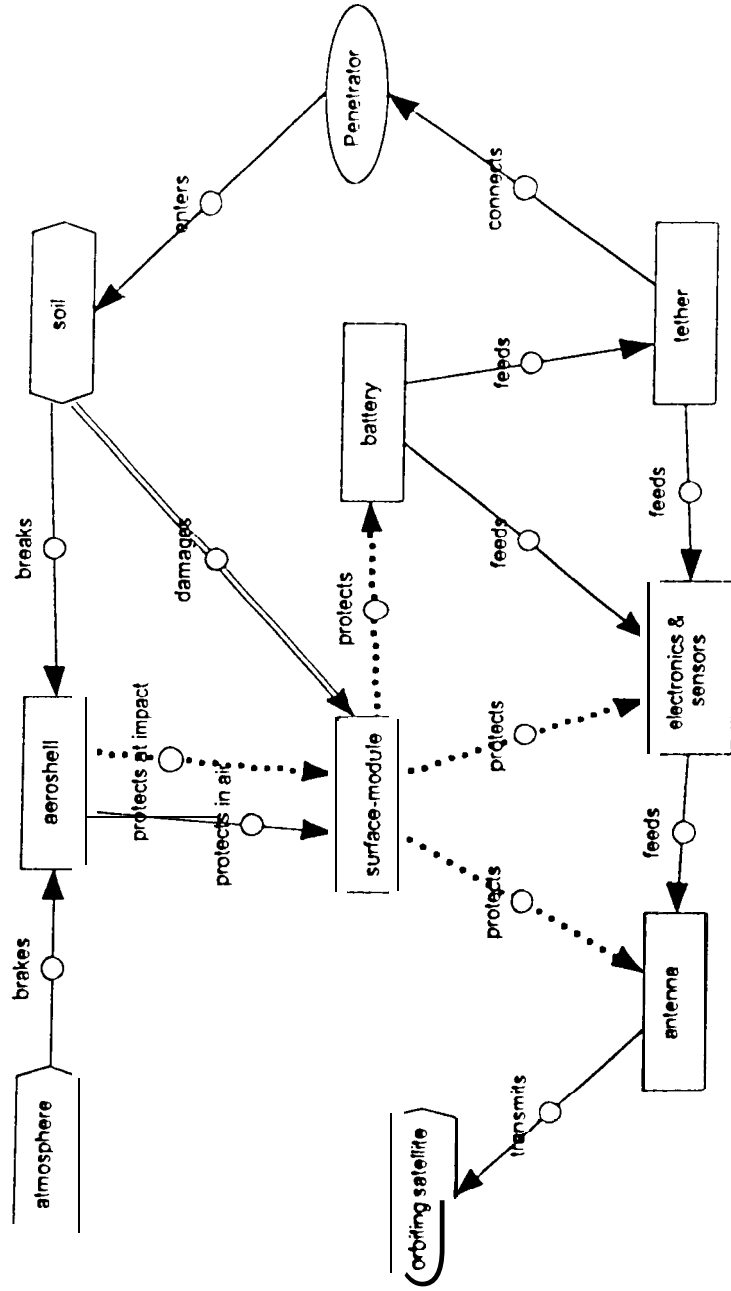 atmosphere
brakes
aeroshell
breaks
soil
enters
Penetrator
protects at impact
protects in air
damages
orbiting satellite
surface-module
protects
battery
connects
transmits
protects
protects
feeds
feeds
antenna
feeds
electronics &
sensors
feeds
tether